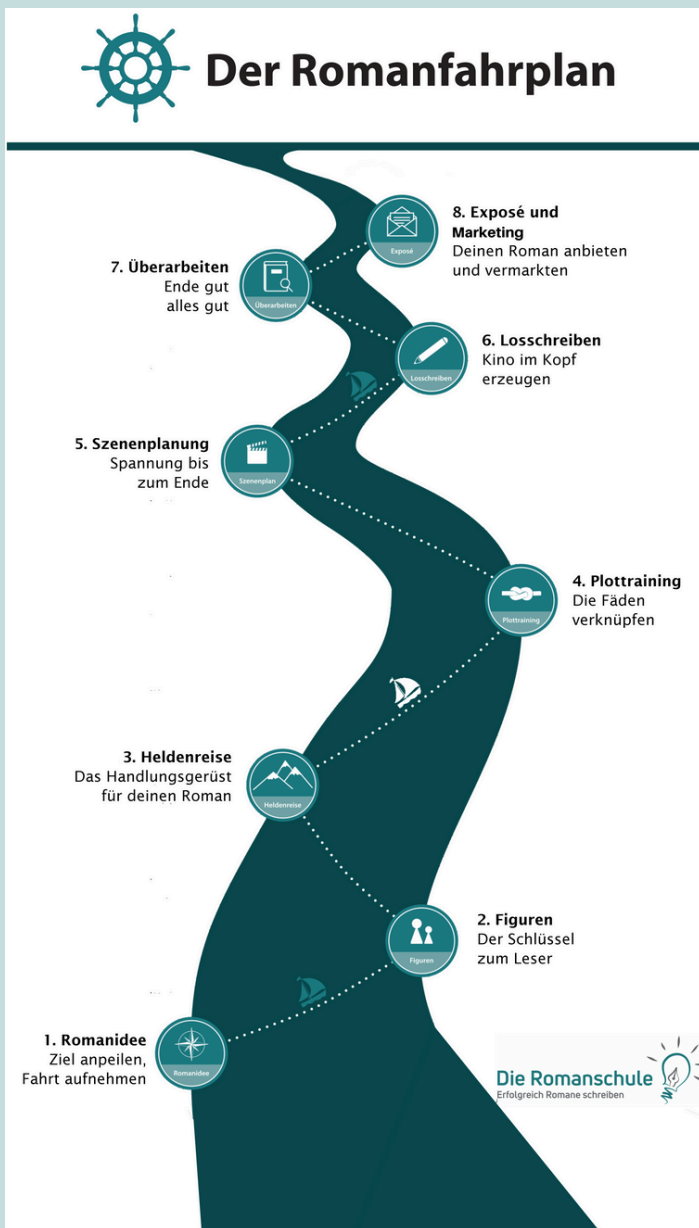 Der Romanfahrplan
8. Exposé und
Marketing
Deinen Roman anbieten
und vermarkten
Exposé
7. Überarbeiten
Ende gut
alles gut
Überarbeiten
6. Losschreiben
Kino im Kopf
erzeugen
Losschreiben
5. Szenenplanung
Spannung bis
zum Ende
Szenenplan
4. Plottraining
Die Fäden
verknüpfen
Plottraining
3. Heldenreise
Das Handlungsgerüst
für deinen Roman
Heldenreise
2. Figuren
Der Schlüssel
zum Leser
Figuren
1. Romanidee
Ziel anpeilen,
Fahrt aufnehmen
Romanidee
Die Romanschule
Erfolgreich Romane schreiben